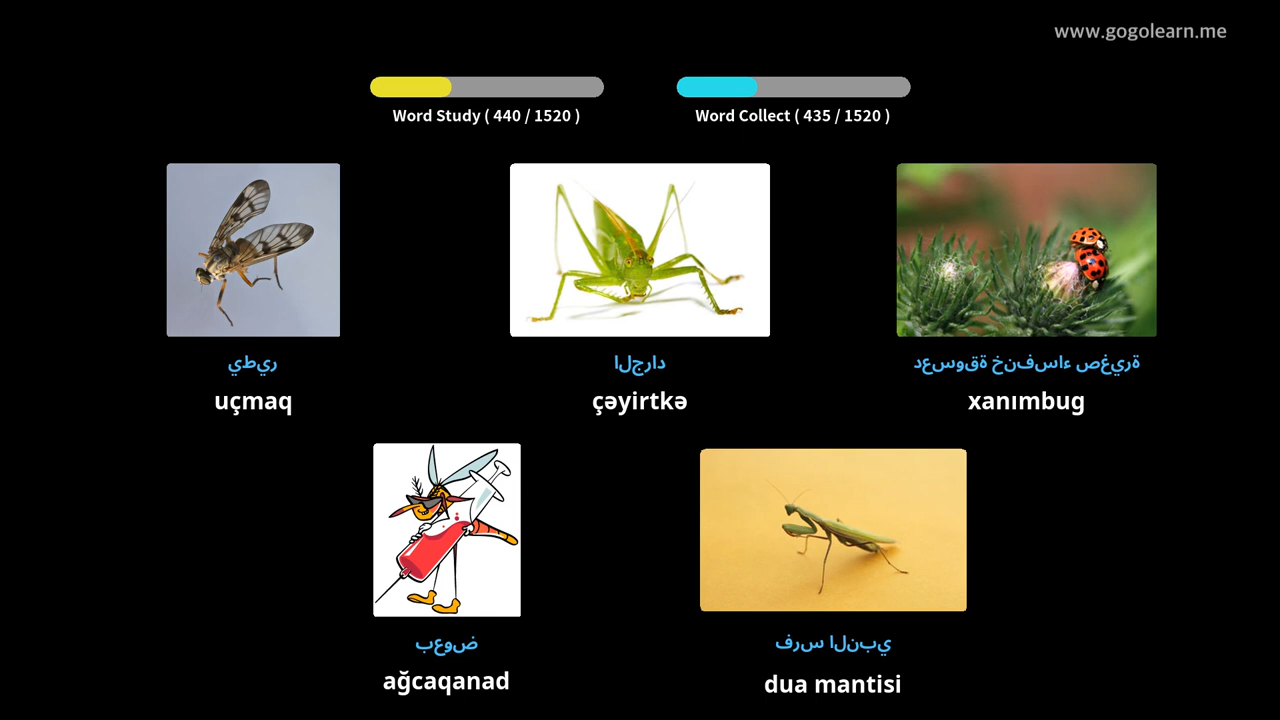 www.gogolearn.me
Word Study ( 440 / 1520 )
Word Collect ( 435 / 1520 )
يطير
الجراد
دعسوقة خنفساء صغيرة
uçmaq
çəyirtkə
xanımbug
بعوض
فرس النبي
ağcaqanad
dua mantisi